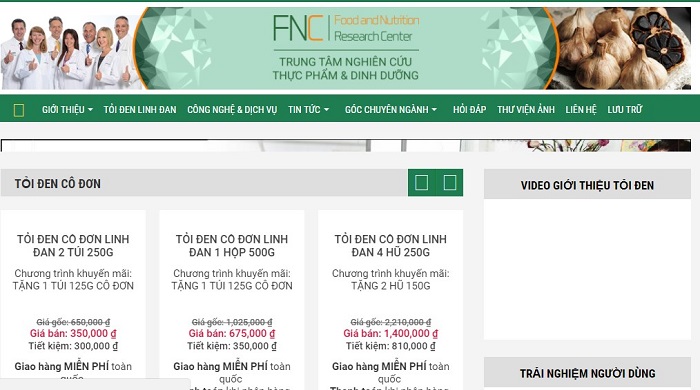 FNC | Food and Nutrition
Research Center
TRUNG TÂM NGHIÊN CỨU
THỰC PHẨM & DINH DƯỠNG
GIỚI THIỆU TỎI ĐEN LINH ĐAN CÔNG NGHỆ & DỊCH VỤ TIN TỨC GÓC CHUYÊN NGÀNH HỎI ĐÁP THƯ VIỆN ẢNH LIÊN HỆ LƯU TRỮ
TỎI ĐEN CÔ ĐƠN
TỎI ĐEN CÔ ĐƠN LINH
ĐAN 2 TÚI 250G
Chương trình khuyến mãi:
TẶNG 1 TÚI 125G CÔ ĐƠN
Giá gốc: 650,000 ₫
Giá bán: 350,000 ₫
Tiết kiệm: 300,000 ₫
Giao hàng MIỄN PHÍ toàn
quốc
TỎI ĐEN CÔ ĐƠN LINH
ĐAN 1 HỘP 500G
Chương trình khuyến mãi:
TẶNG 1 TÚI 125G CÔ ĐƠN
Giá gốc: 1,025,000 ₫
Giá bán: 675,000 ₫
Tiết kiệm: 350,000 ₫
Giao hàng MIỄN PHÍ toàn
quốc
TỎI ĐEN CÔ ĐƠN LINH
ĐAN 4 HŨ 250G
Chương trình khuyến mãi:
TẶNG 2 HŨ 150G
Giá gốc: 2,210,000 ₫
Giá bán: 1,400,000 ₫
Tiết kiệm: 810,000 ₫
Giao hàng MIỄN PHÍ toàn
quốc
VIDEO GIỚI THIỆU TỎI ĐEN
TRẢI NGHIỆM NGƯỜI DÙNG